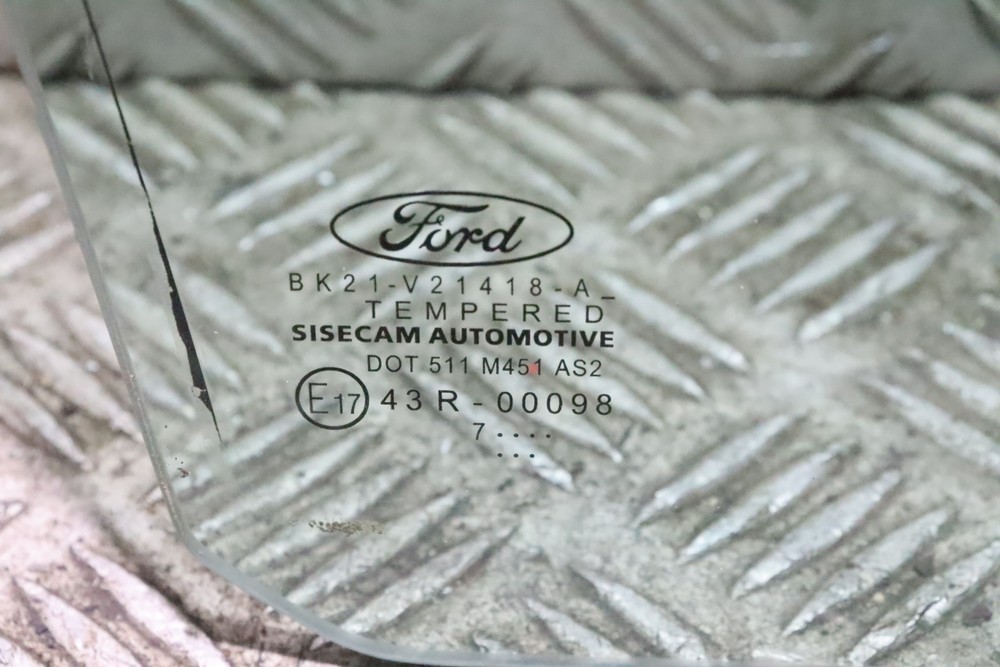 Ford
BK21-V21418-A_
TEMPERED
SISECAM AUTOMOTIVE
DOT 511 M451 AS2
E17 43R-00098
7 ....
...